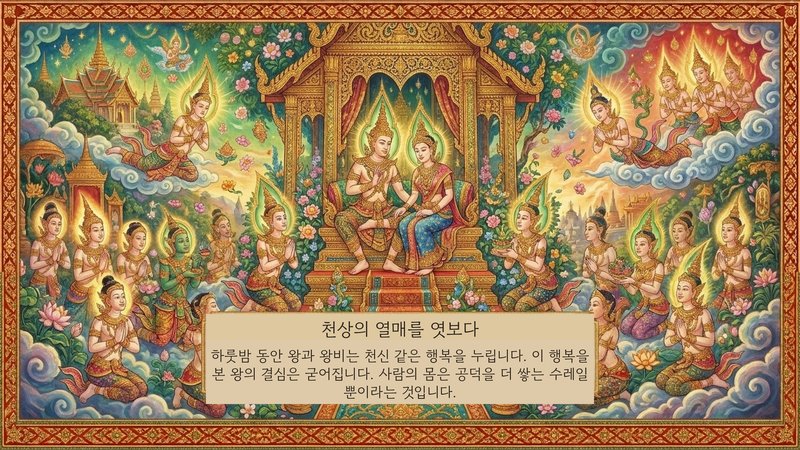 천상의 열매를 엿보다
하룻밤 동안 왕과 왕비는 천신 같은 행복을 누립니다. 이 행복을
본 왕의 결심은 굳어집니다. 사람의 몸은 공덕을 더 쌓는 수레일
뿐이라는 것입니다.